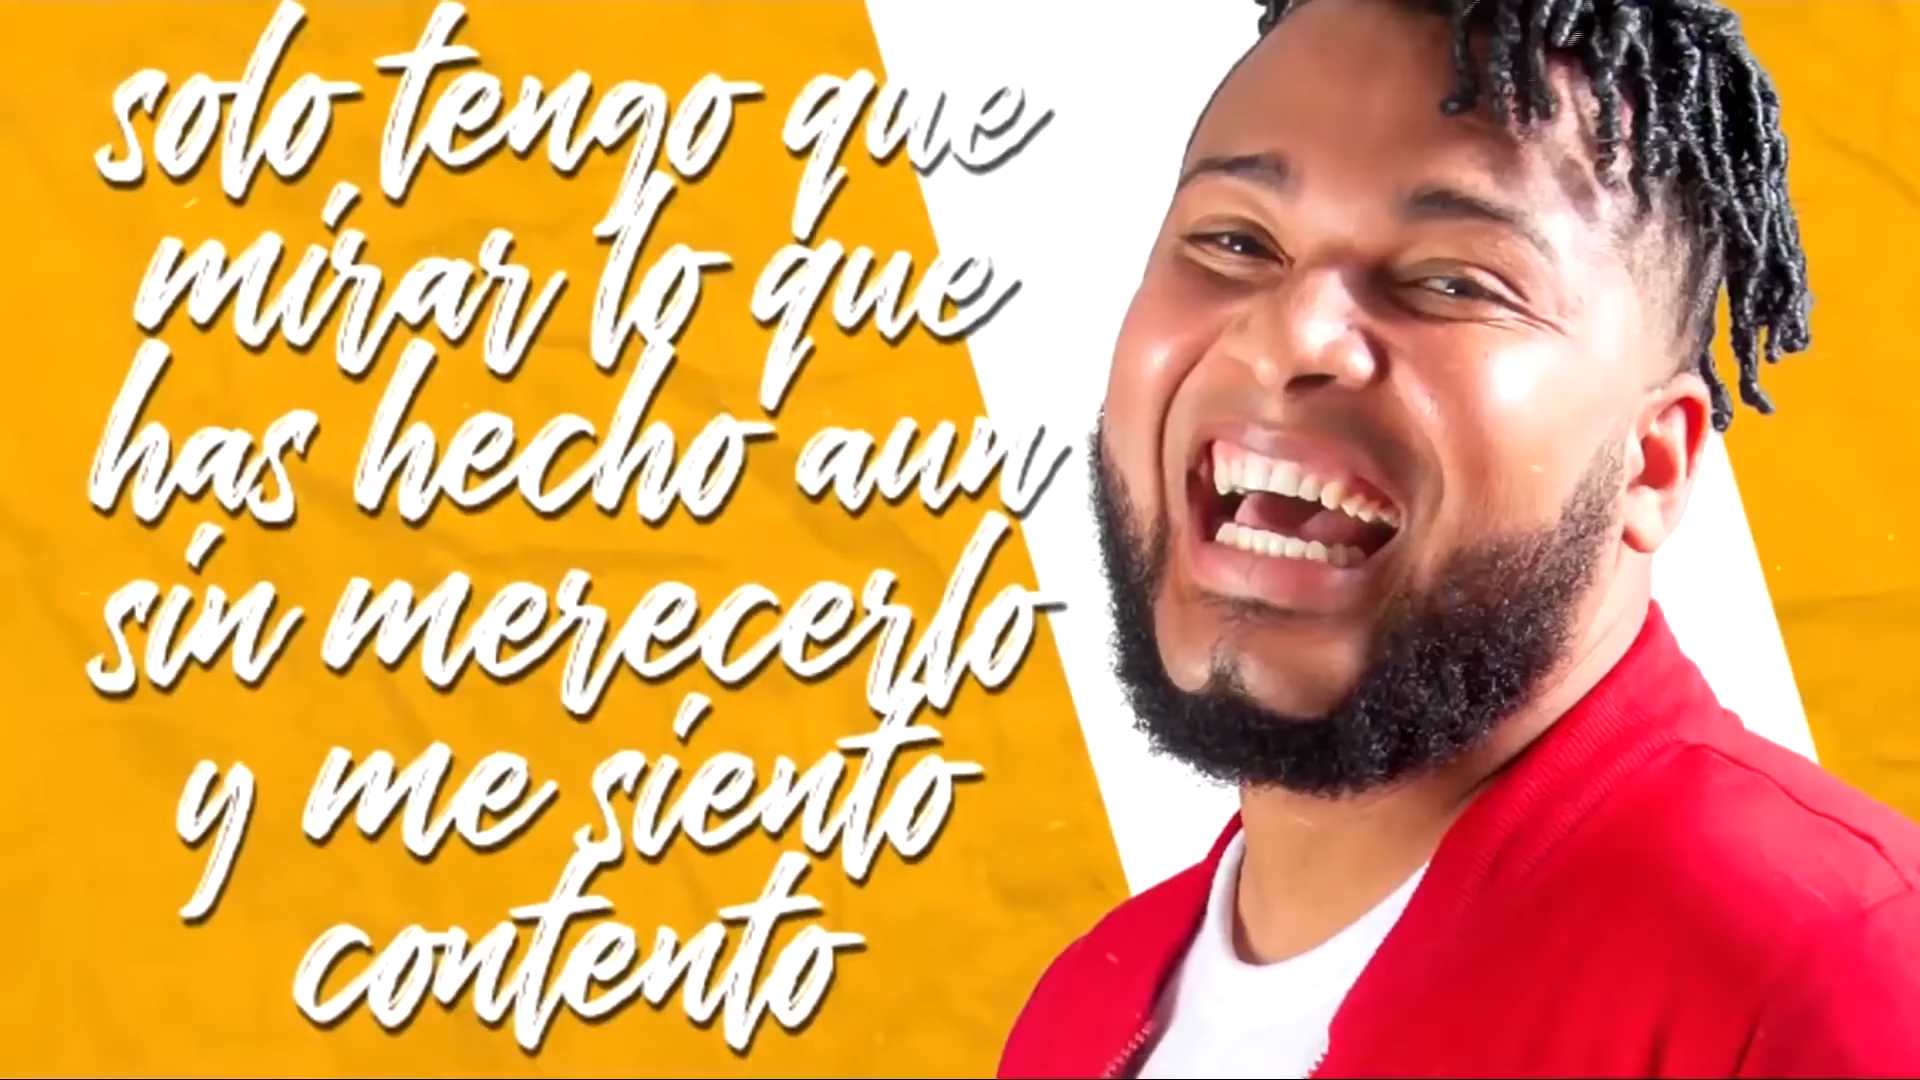 solo tengo que
mirar lo que
has hecho aun
sin merecerlo
y me siento
contento